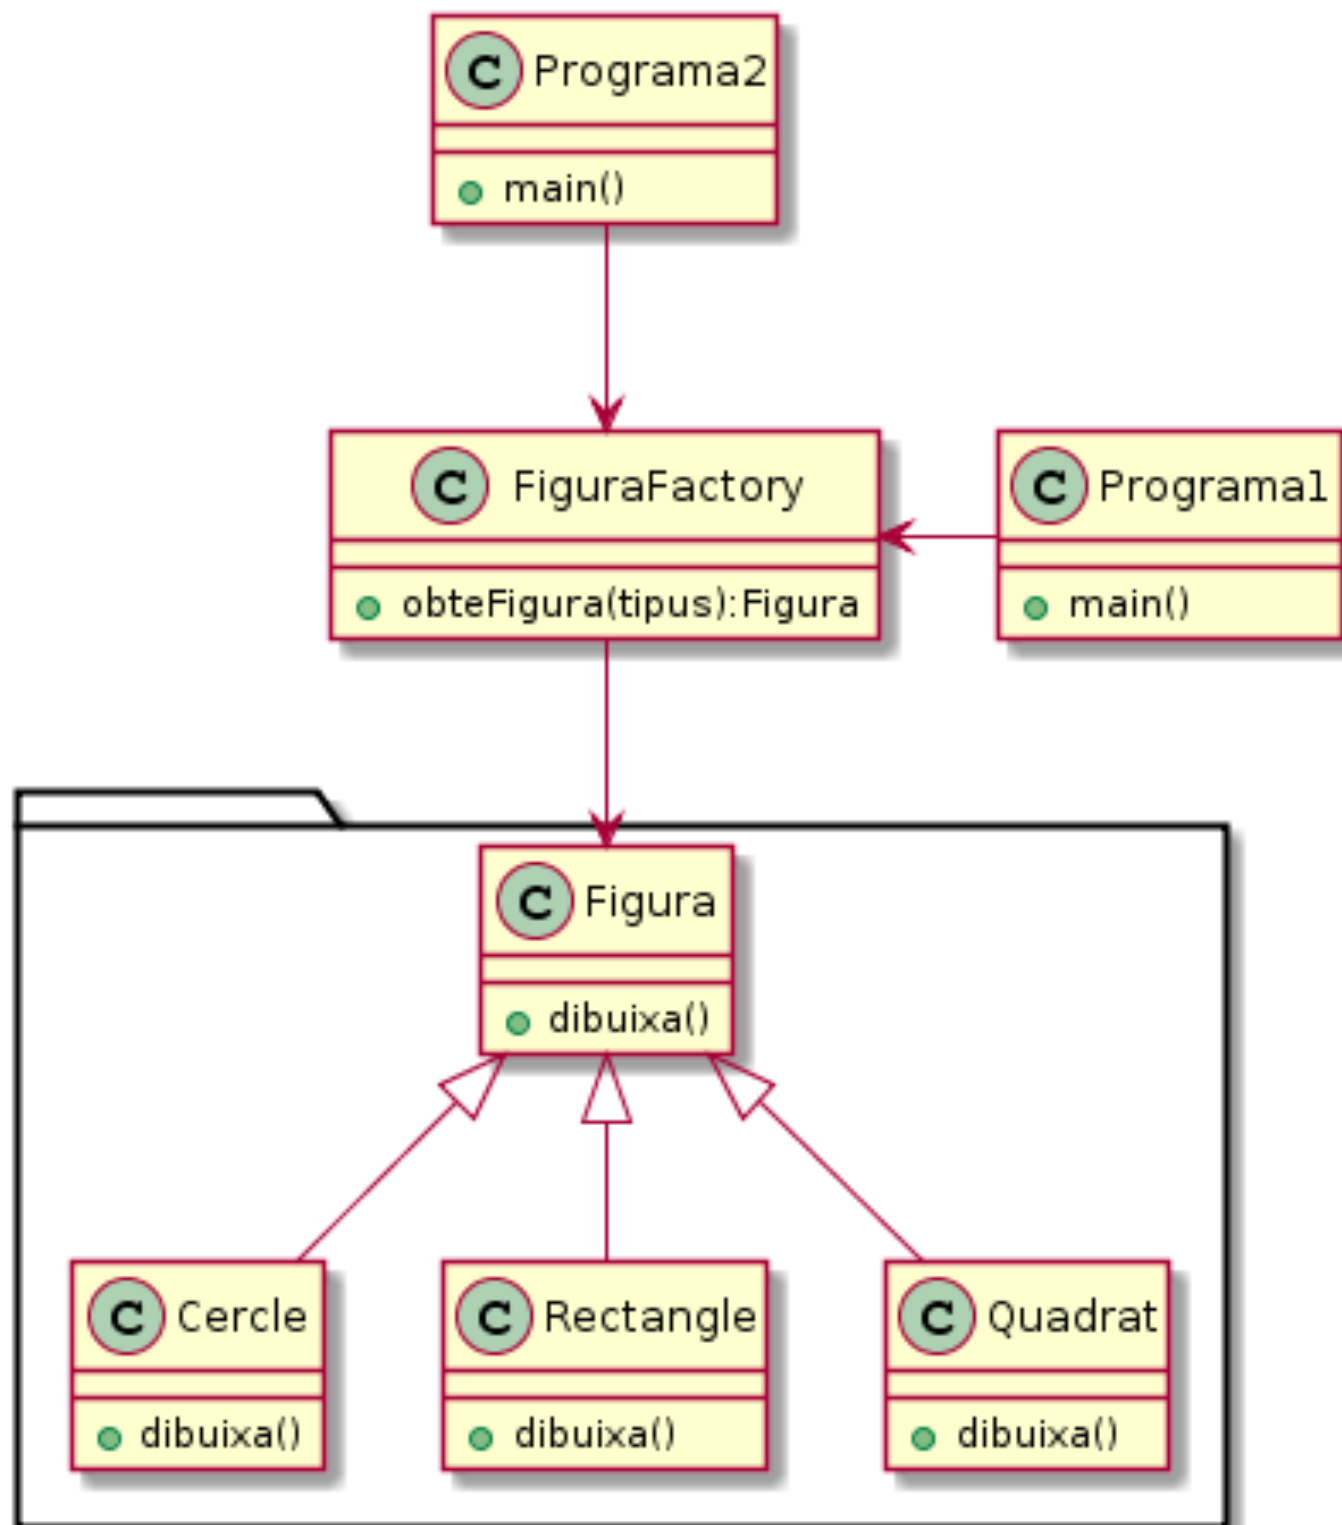 C Programa2
main()
C FiguraFactory
obteFigura(tipus):Figura
C Programa1
main()
C Figura
dibuixa()
C Cercle
dibuixa()
C Rectangle
dibuixa()
C Quadrat
dibuixa()